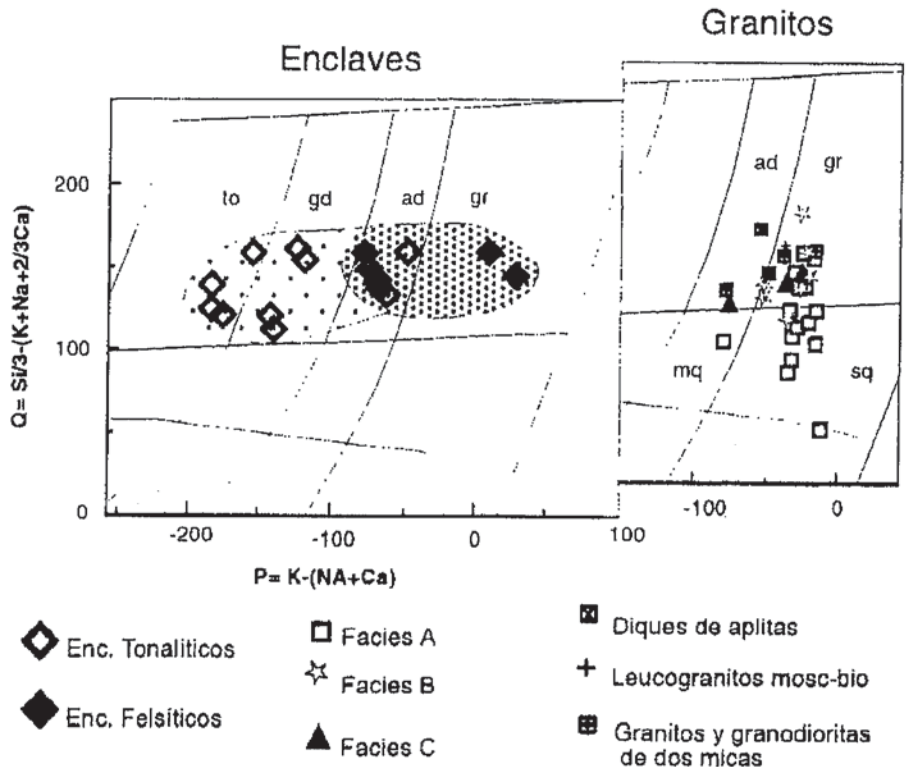 Enclaves
Granitos
200
100
0
to
gd
ad
gr
ad
gr
mq
sq
-200
-100
0
100
-100
0
Q= Si/3-(K+Na+2/3Ca)
P= K-(NA+Ca)
Enc. Tonaliticos
Enc. Felsíticos
Facies A
Facies B
Facies C
Diques de aplitas
Leucogranitos mosc-bio
Granitos y granodioritas
de dos micas